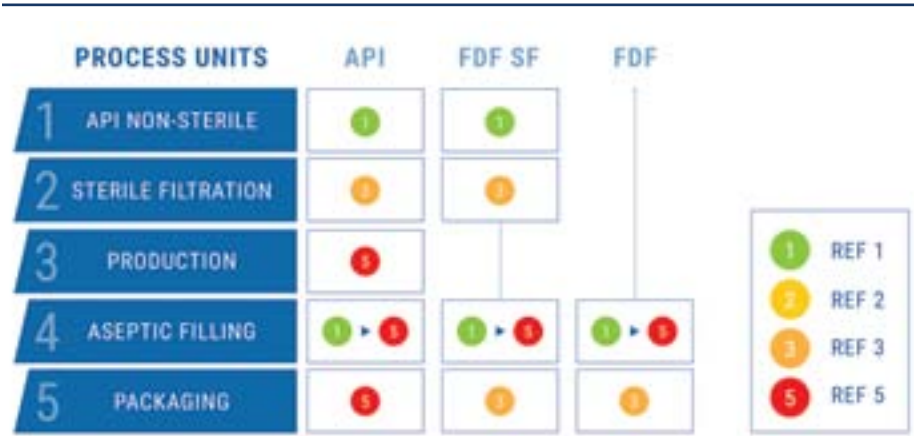 PROCESS UNITS API FDF SF FDF
1 API NON-STERILE 1 1
2 STERILE FILTRATION 3 3
3 PRODUCTION 5
4 ASEPTIC FILLING 1 ▸ 5 1 ▸ 5 1 ▸ 5
5 PACKAGING 5 3 3
1 REF 1
2 REF 2
3 REF 3
5 REF 5